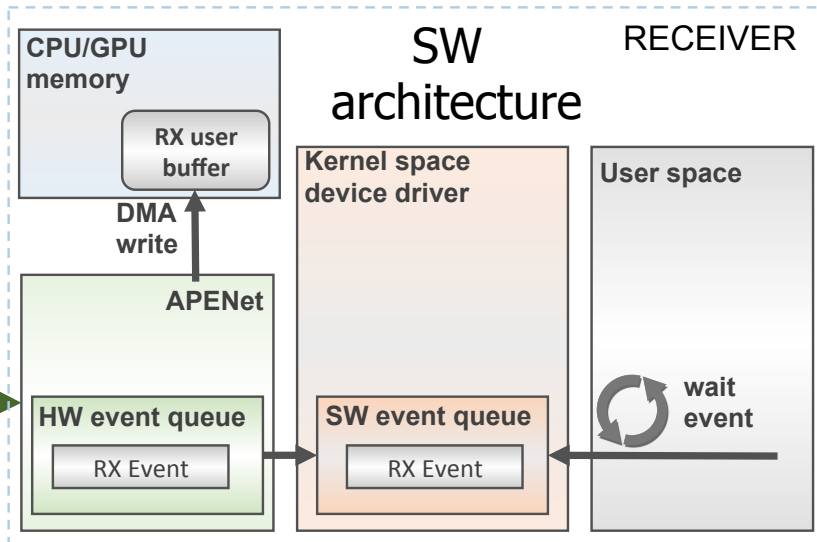 SW
architecture
RECEIVER
CPU/GPU
memory
RX user
buffer
DMA
write
APENet
HW event queue
RX Event
Kernel space
device driver
SW event queue
RX Event
User space
wait
event